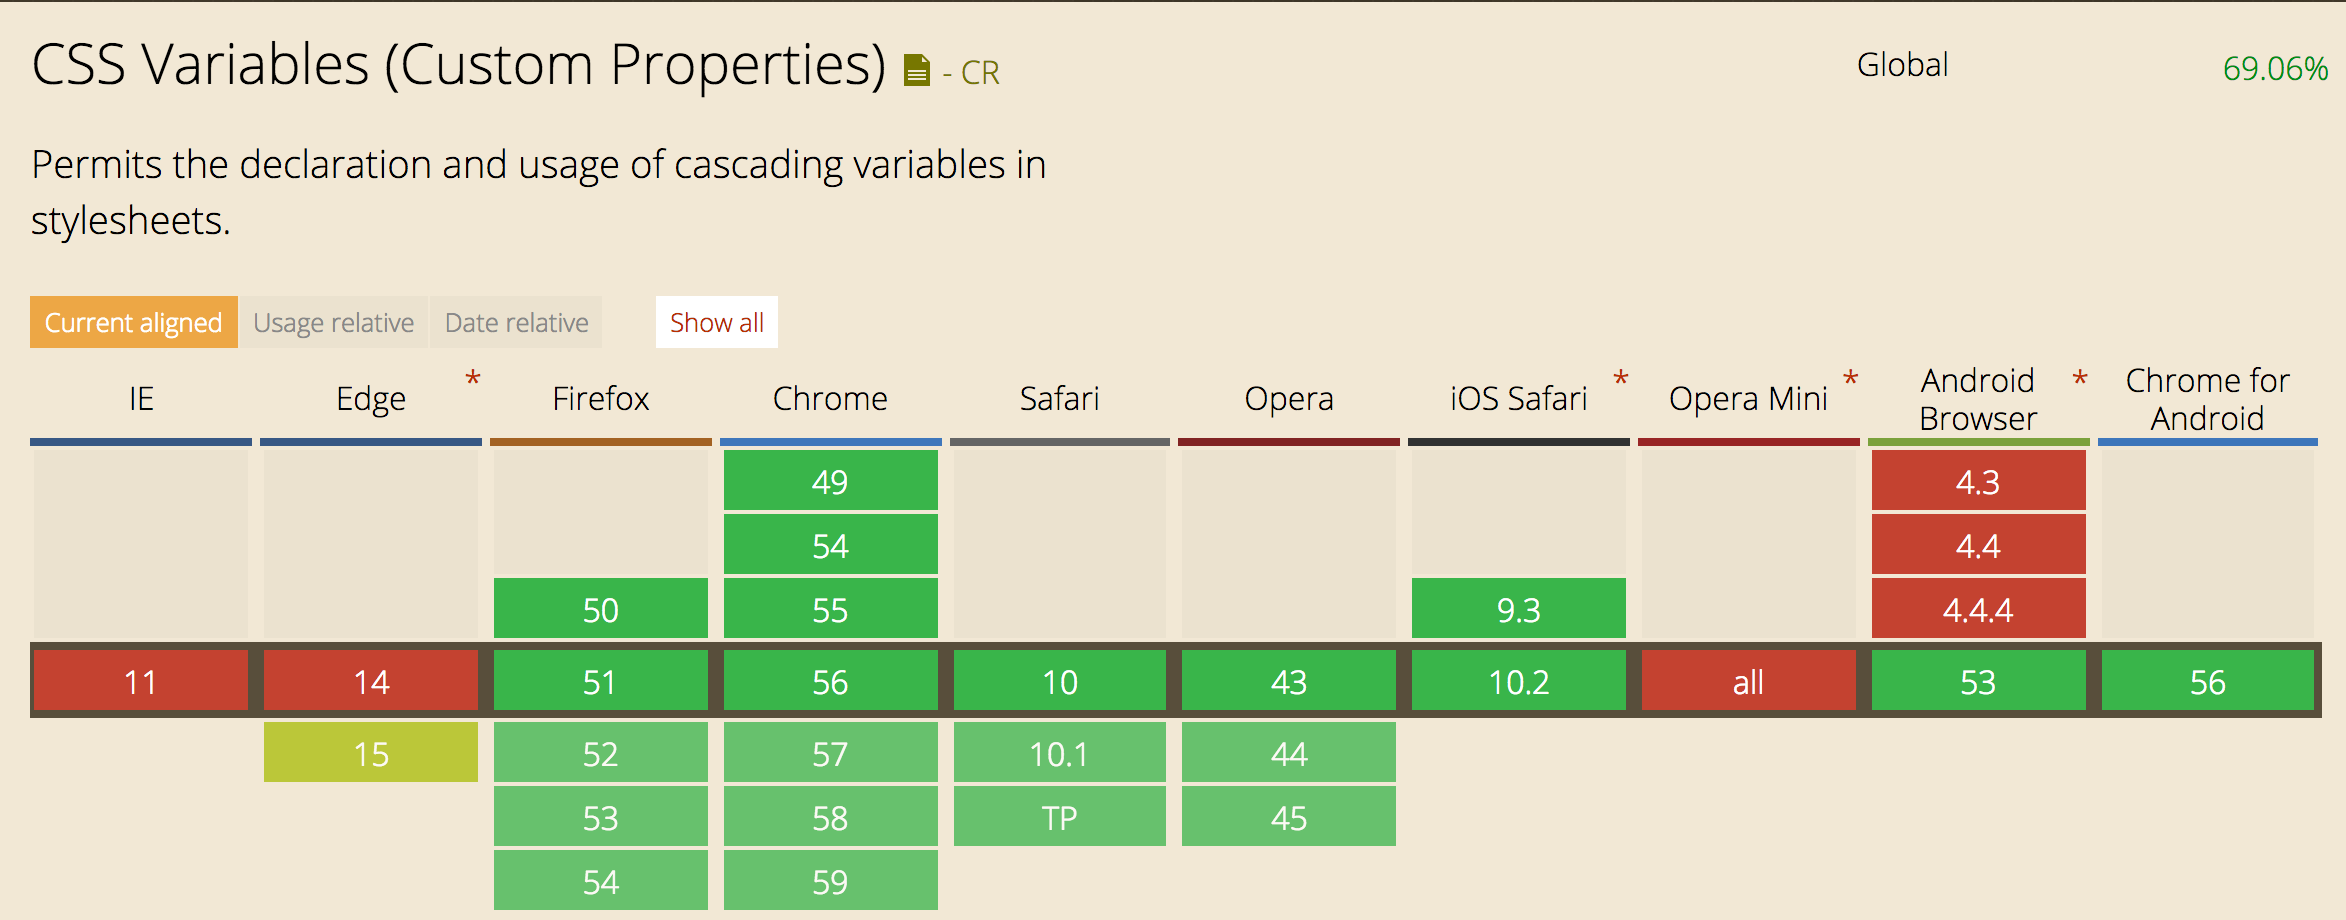 CSS Variables (Custom Properties) - CR
Global 69.06%
Permits the declaration and usage of cascading variables in
stylesheets.
Current aligned Usage relative Date relative Show all
IE Edge * Firefox Chrome Safari Opera iOS Safari * Opera Mini * Android Browser * Chrome for Android
49 4.3
54 4.4
50 55 9.3 4.4.4
11 14 51 56 10 43 10.2 all 53 56
15 52 57 10.1 44
53 58 TP 45
54 59